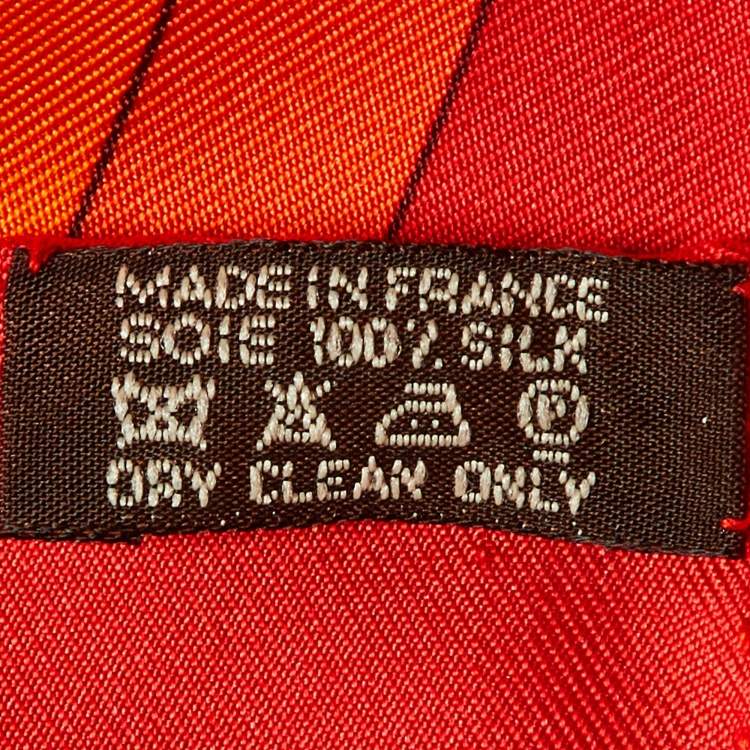 MADE IN FRANCE
SOIE 100% SILK
P
DRY CLEAN ONLY